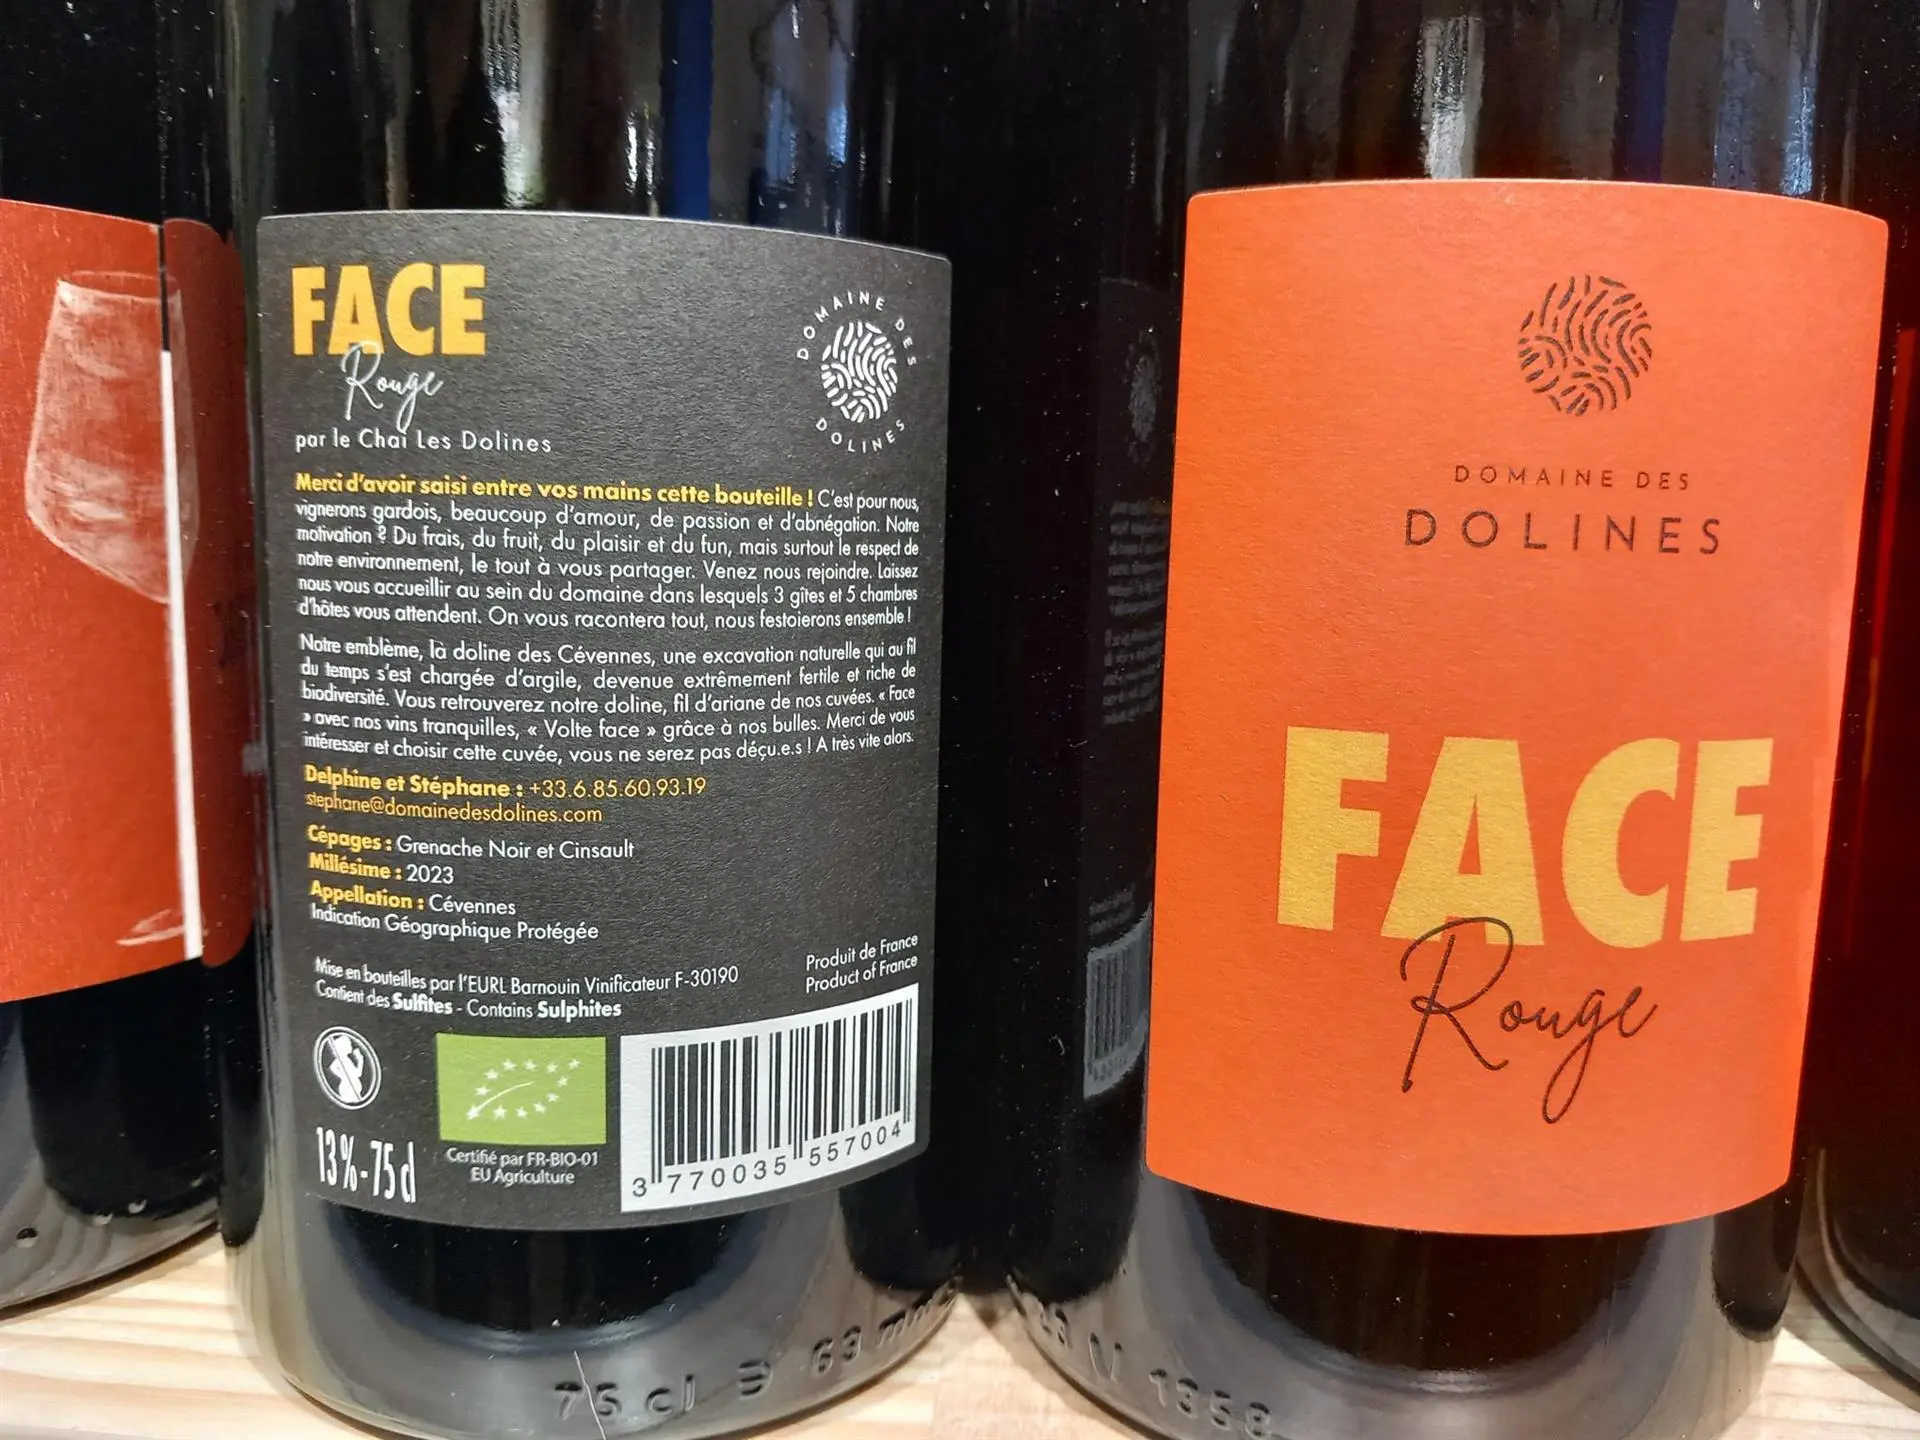 FACE
Rouge
par le Chai Les Dolines
DOMAINE DES
DOLINES
Merci d'avoir saisi entre vos mains cette bouteille ! C'est pour nous,
vignerons gardois, beaucoup d'amour, de passion et d'abnégation. Notre
motivation ? Du frais, du fruit, du plaisir et du fun, mais surtout le respect de
notre environnement, le tout à vous partager. Venez nous rejoindre. Laissez
nous vous accueillir au sein du domaine dans lesquels 3 gîtes et 5 chambres
d'hôtes vous attendent. On vous racontera tout, nous festoierons ensemble !
Notre emblème, la doline des Cévennes, une excavation naturelle qui au fil
du temps s'est chargée d'argile, devenue extrêmement fertile et riche de
biodiversité. Vous retrouverez notre doline, fil d'ariane de nos cuvées. « Face
» avec nos vins tranquilles, « Volte face » grâce à nos bulles. Merci de vous
intéresser et choisir cette cuvée, vous ne serez pas déçu.e.s ! A très vite alors.
Delphine et Stéphane : +33.6.85.60.93.19
stephane@domainedesdolines.com
Cépages : Grenache Noir et Cinsault
Millésime : 2023
Appellation : Cévennes
Indication Géographique Protégée
Mise en bouteilles par l'EURL Barnouin Vinificateur F-30190
Contient des Sulfites - Contains Sulphites
Produit de France
Product of France
13%-75cl
Certifié par FR-BIO-01
EU Agriculture
3 770035 557004
75 cl 63 mm
1358
DOMAINE DES
DOLINES
FACE
Rouge